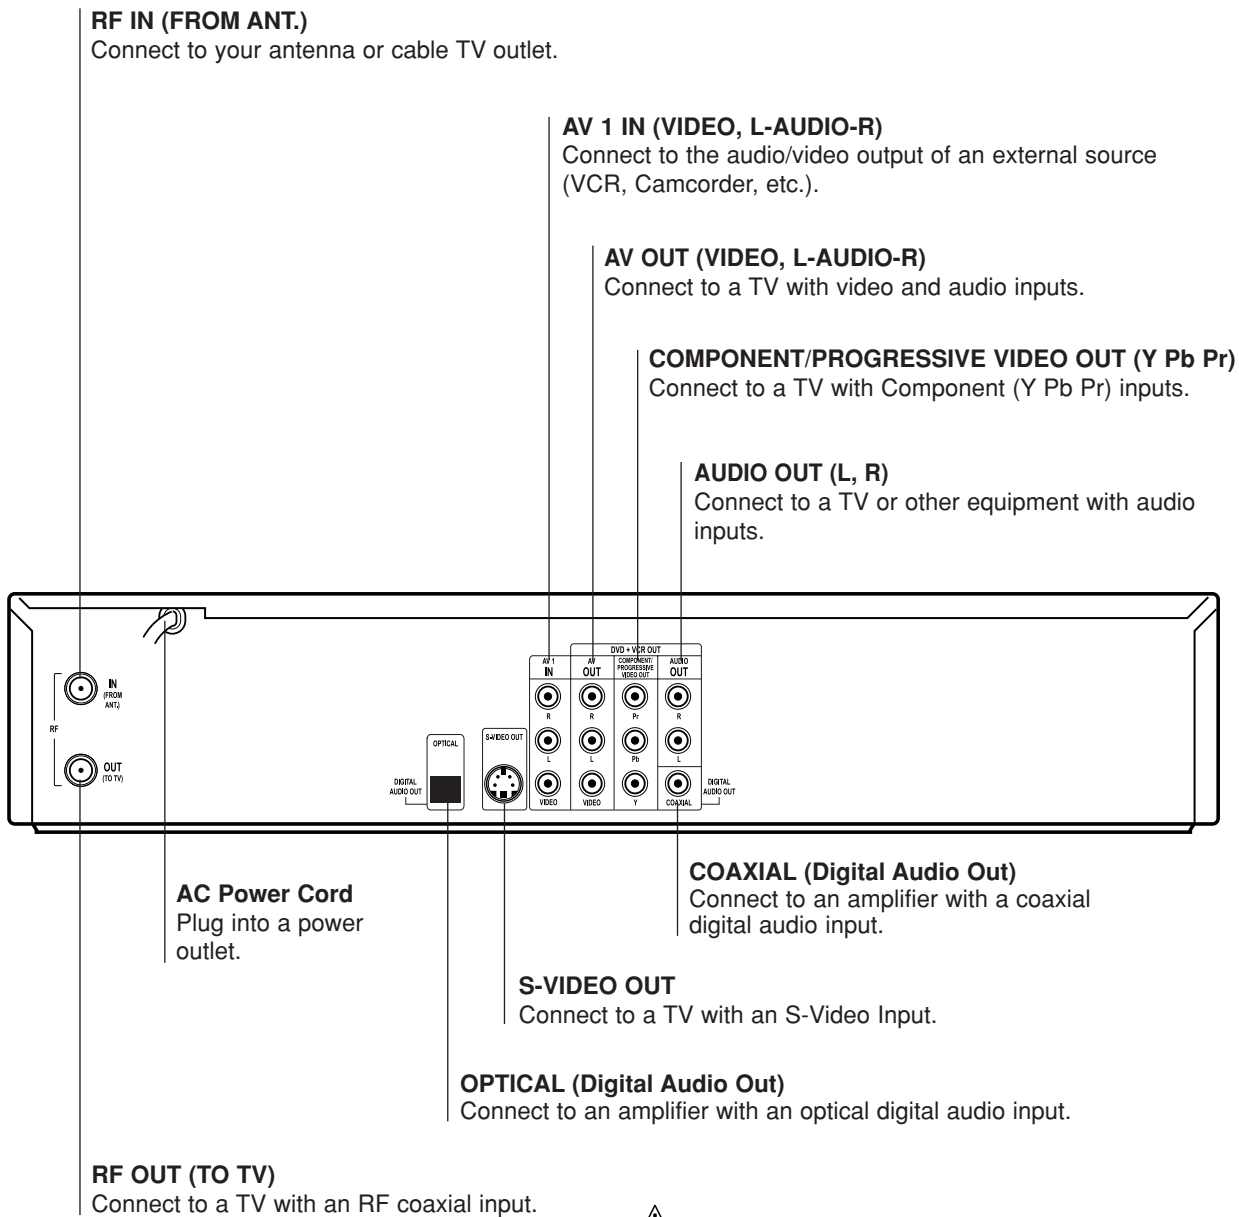 RF IN (FROM ANT.)
Connect to your antenna or cable TV outlet.
AV 1 IN (VIDEO, L-AUDIO-R)
Connect to the audio/video output of an external source
(VCR, Camcorder, etc.).
AV OUT (VIDEO, L-AUDIO-R)
Connect to a TV with video and audio inputs.
COMPONENT/PROGRESSIVE VIDEO OUT (Y Pb Pr)
Connect to a TV with Component (Y Pb Pr) inputs.
AUDIO OUT (L, R)
Connect to a TV or other equipment with audio
inputs.
RF
IN
(FROM
ANT.)
OUT
(TO TV)
DIGITAL
AUDIO OUT
OPTICAL
S-VIDEO OUT
DVD + VCR OUT
AV 1
IN
R
L
VIDEO
AV
OUT
R
L
VIDEO
COMPONENT/
PROGRESSIVE
VIDEO OUT
Pr
Pb
Y
AUDIO
OUT
R
L
COAXIAL
DIGITAL
AUDIO OUT
AC Power Cord
Plug into a power
outlet.
COAXIAL (Digital Audio Out)
Connect to an amplifier with a coaxial
digital audio input.
S-VIDEO OUT
Connect to a TV with an S-Video Input.
OPTICAL (Digital Audio Out)
Connect to an amplifier with an optical digital audio input.
RF OUT (TO TV)
Connect to a TV with an RF coaxial input.